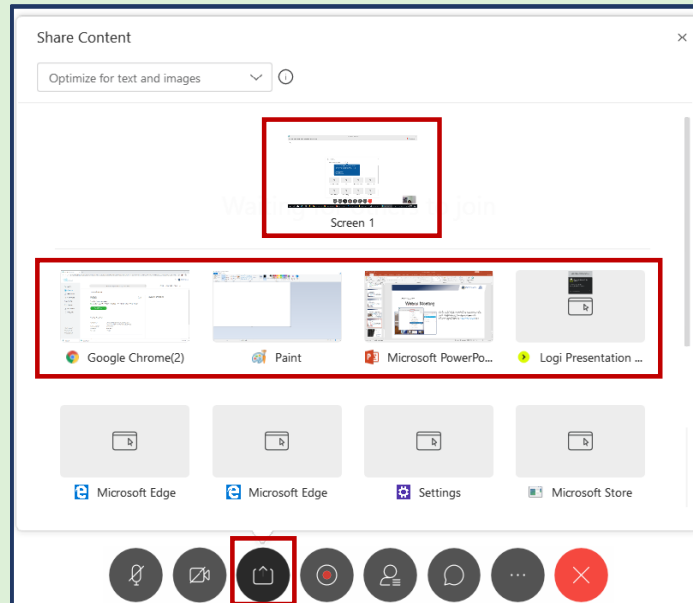 Share Content
Optimize for text and images
Screen 1
Google Chrome(2)
Paint
Microsoft PowerPo...
Logi Presentation ...
Microsoft Edge
Microsoft Edge
Settings
Microsoft Store